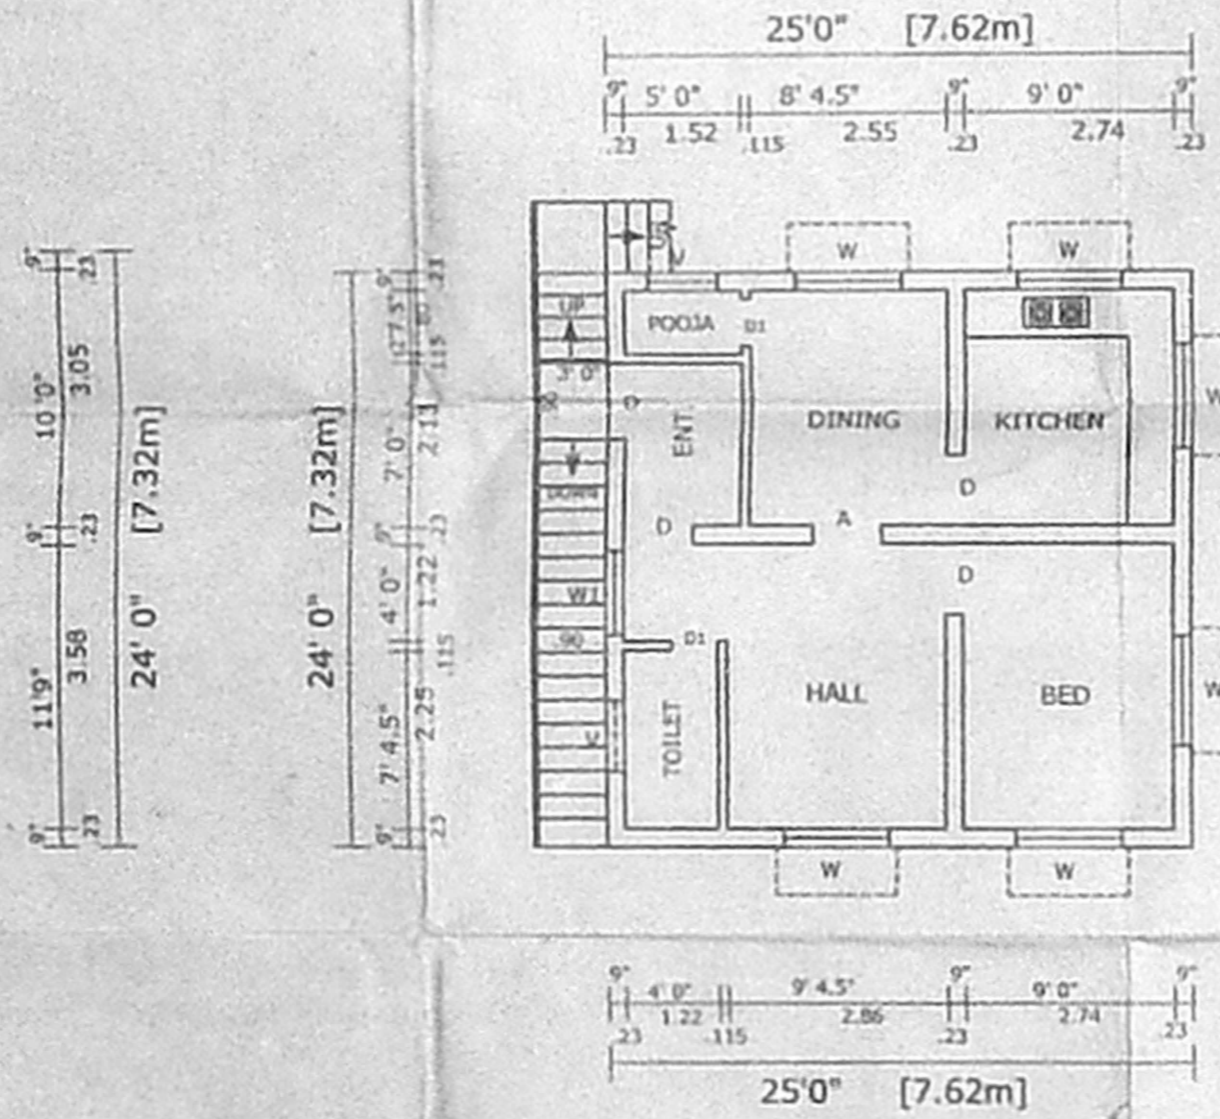 25'0" [7.62m]
9" 5' 0" 8' 4.5" 9" 9' 0" 9"
.23 1.52 .115 2.55 .23 2.74 .23
W W
UP
POOJA D1
3' 0"
.90 D ENT. DINING KITCHEN W
D
DOWN
D A
D
W1
.90 D1
HALL BED W
TOILET
W W
9" 10'0" 9" 11'9" 9"
.23 3.05 .23 3.58 .23
24' 0" [7.32m]
24' 0" [7.32m]
9" 7' 0" 9" 4' 0" 7' 4.5" 9"
.23 .115 2.13 .23 1.22 .115 2.25 .23
9" 4' 0" 9' 4.5" 9" 9' 0" 9"
.23 1.22 .115 2.86 .23 2.74 .23
25'0" [7.62m]